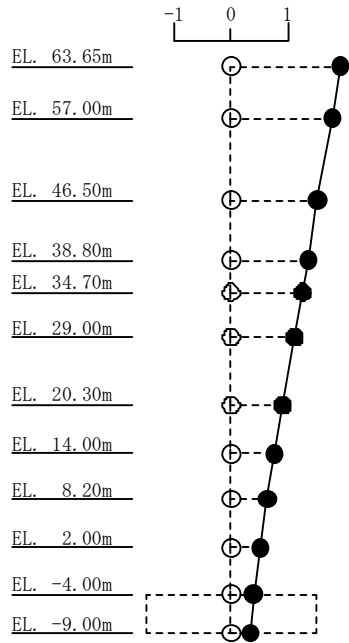 -1 0 1
EL. 63.65m
EL. 57.00m
EL. 46.50m
EL. 38.80m
EL. 34.70m
EL. 29.00m
EL. 20.30m
EL. 14.00m
EL. 8.20m
EL. 2.00m
EL. -4.00m
EL. -9.00m